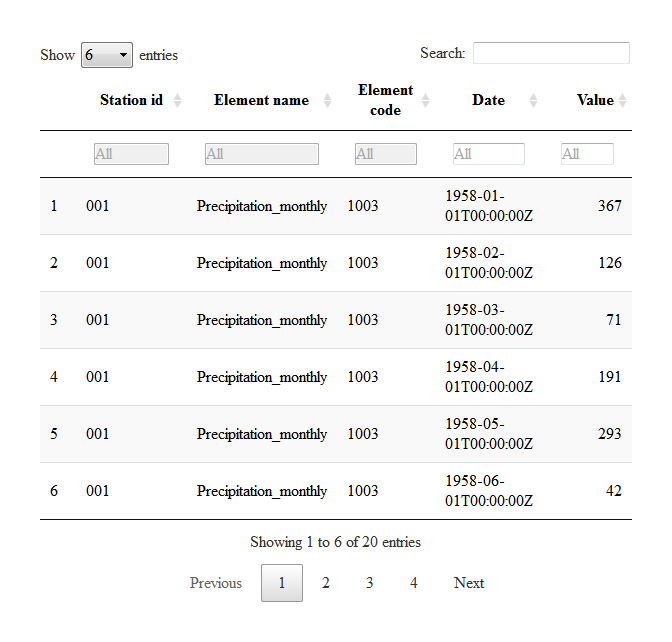 Show 6 entries Search:
Station id Element name Element code Date Value
All All All All All
1 001 Precipitation_monthly 1003 1958-01-01T00:00:00Z 367
2 001 Precipitation_monthly 1003 1958-02-01T00:00:00Z 126
3 001 Precipitation_monthly 1003 1958-03-01T00:00:00Z 71
4 001 Precipitation_monthly 1003 1958-04-01T00:00:00Z 191
5 001 Precipitation_monthly 1003 1958-05-01T00:00:00Z 293
6 001 Precipitation_monthly 1003 1958-06-01T00:00:00Z 42
Showing 1 to 6 of 20 entries
Previous 1 2 3 4 Next